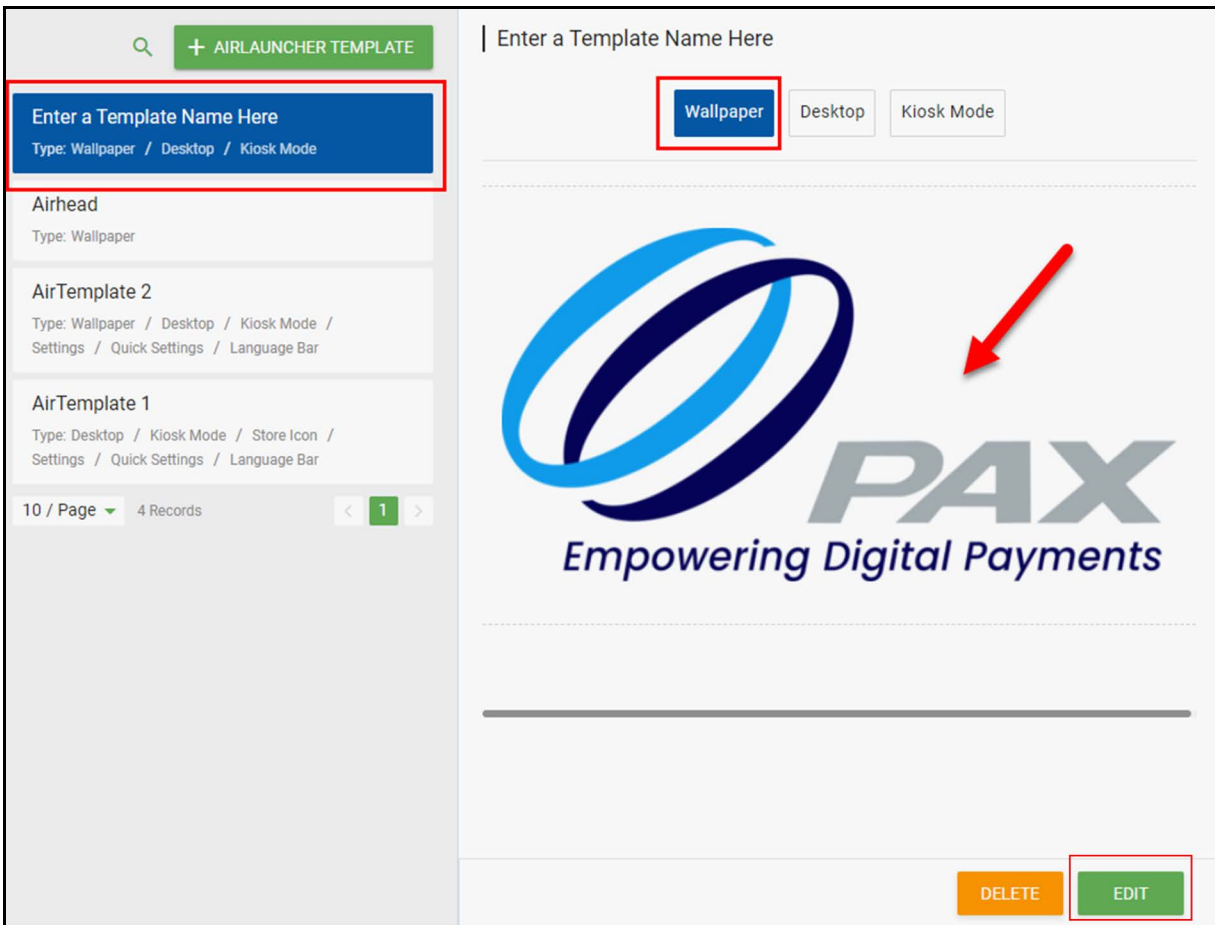 + AIRLAUNCHER TEMPLATE
Enter a Template Name Here
Type: Wallpaper / Desktop / Kiosk Mode
Airhead
Type: Wallpaper
AirTemplate 2
Type: Wallpaper / Desktop / Kiosk Mode /
Settings / Quick Settings / Language Bar
AirTemplate 1
Type: Desktop / Kiosk Mode / Store Icon /
Settings / Quick Settings / Language Bar
10 / Page 4 Records < 1 >
Enter a Template Name Here
Wallpaper Desktop Kiosk Mode
PAX
Empowering Digital Payments
DELETE EDIT